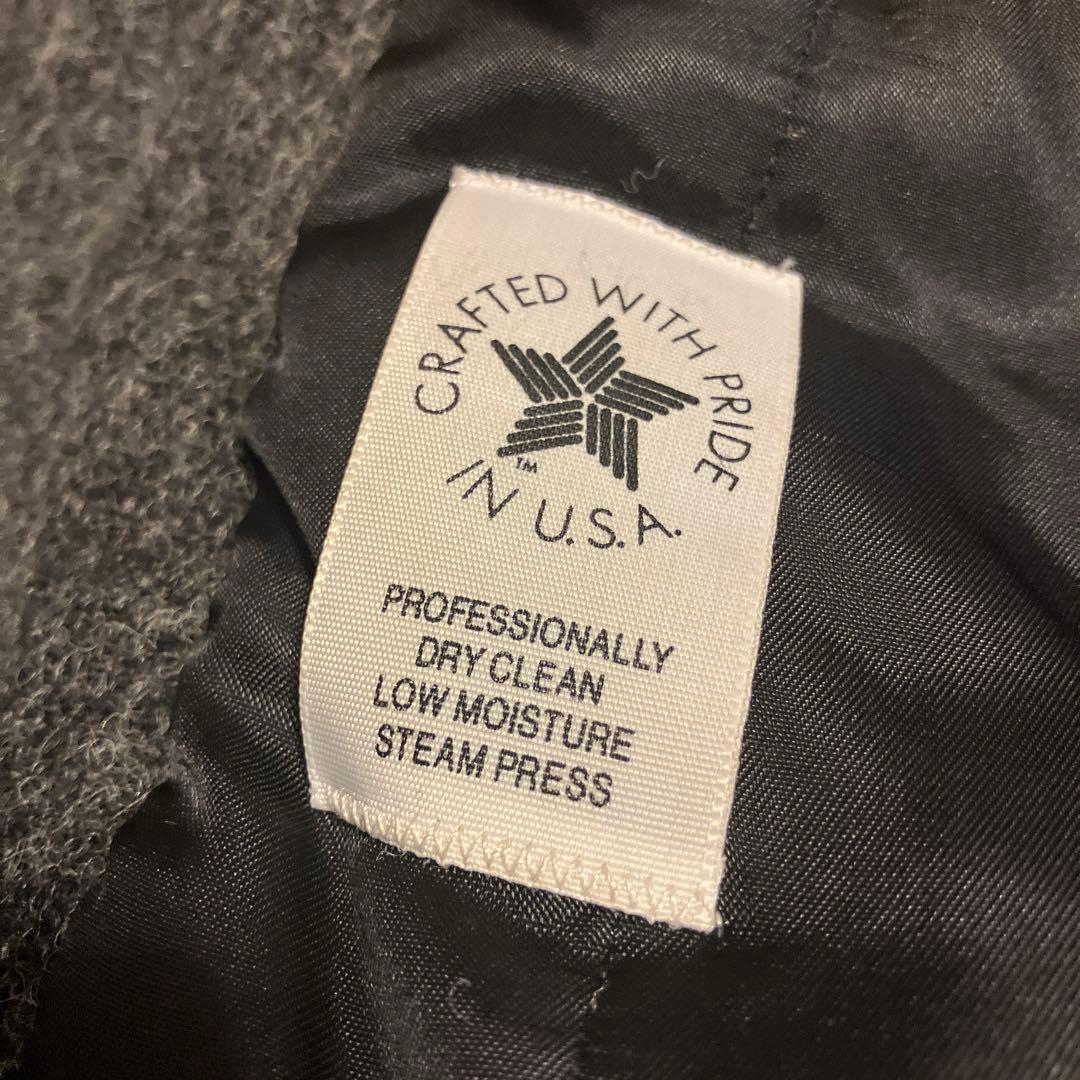 CRAFTED WITH PRIDE
IN U.S.A.
TM
PROFESSIONALLY
DRY CLEAN
LOW MOISTURE
STEAM PRESS